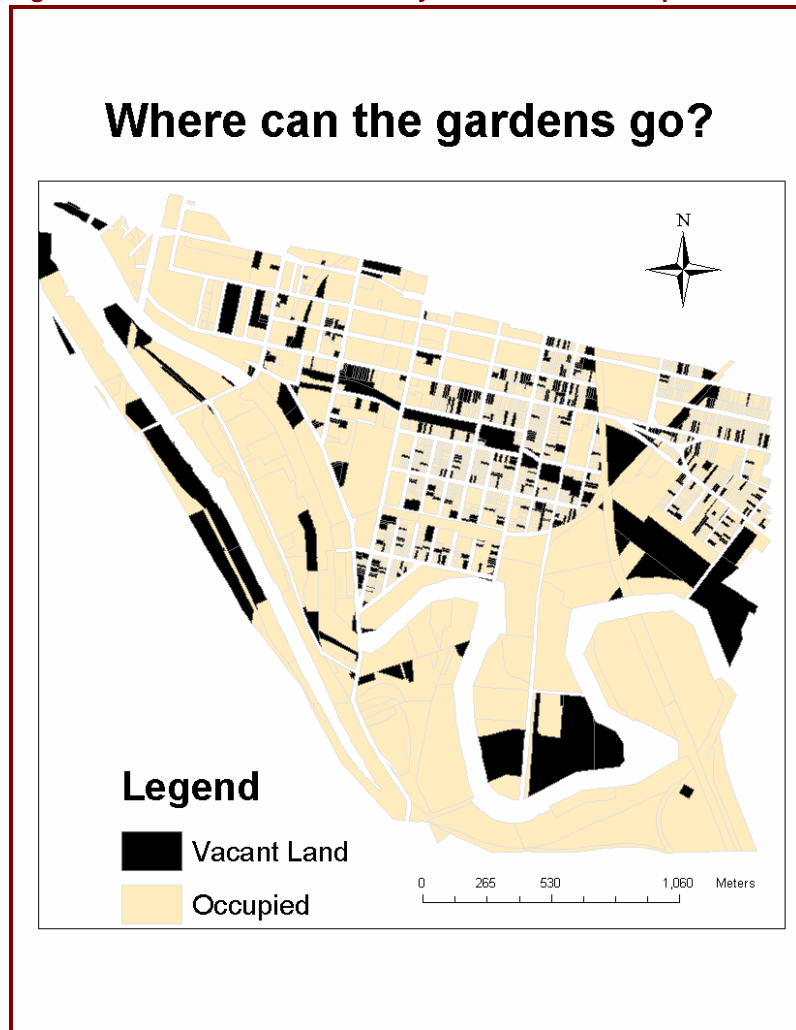 Where can the gardens go?
N
Legend
Vacant Land
Occupied
0 265 530 1,060 Meters